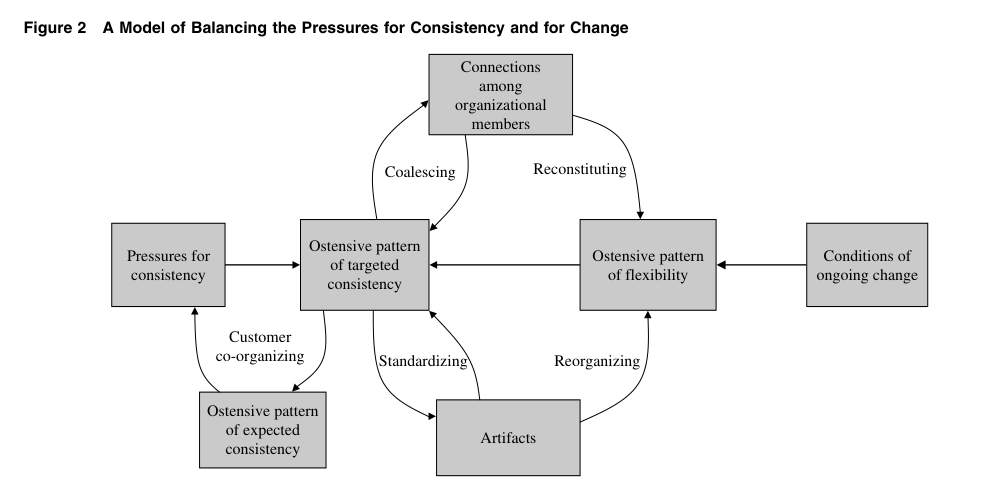 Figure 2 A Model of Balancing the Pressures for Consistency and for Change
Connections
among
organizational
members
Coalescing
Reconstituting
Pressures for
consistency
Ostensive pattern
of targeted
consistency
Ostensive pattern
of flexibility
Conditions of
ongoing change
Customer
co-organizing
Standardizing
Reorganizing
Ostensive pattern
of expected
consistency
Artifacts